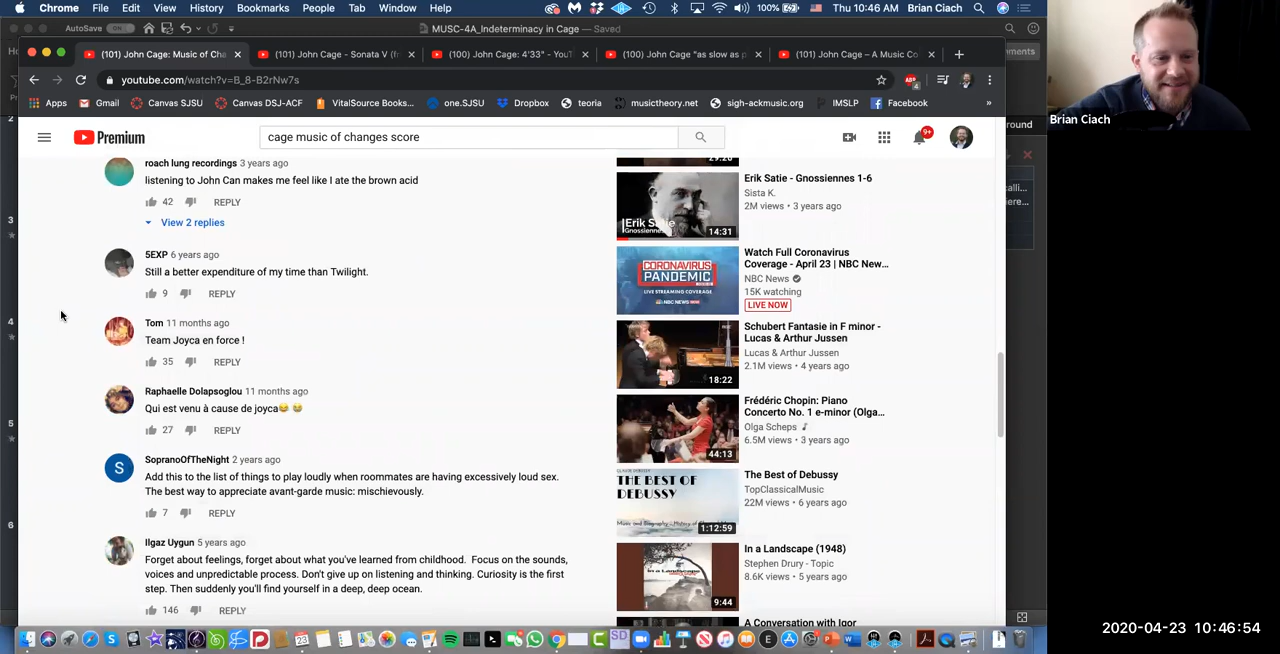 Chrome File Edit View History Bookmarks People Tab Window Help 100% Thu 10:46 AM Brian Ciach
AutoSave MUSC-4A_Indeterminacy in Cage — Saved
(101) John Cage: Music of Cha × (101) John Cage - Sonata V (fr × (100) John Cage: 4'33" - YouT × (100) John Cage "as slow as p × (101) John Cage – A Music Co × +
youtube.com/watch?v=B_8-B2rNw7s
Apps Gmail Canvas SJSU Canvas DSJ-ACF VitalSource Books... one.SJSU Dropbox teoria musictheory.net sigh-ackmusic.org IMSLP Facebook »
Premium
cage music of changes score
9+
roach lung recordings 3 years ago
listening to John Can makes me feel like I ate the brown acid
42 REPLY
View 2 replies
5EXP 6 years ago
Still a better expenditure of my time than Twilight.
9 REPLY
Tom 11 months ago
Team Joyca en force !
35 REPLY
Raphaelle Dolapsoglou 11 months ago
Qui est venu à cause de joyca😂 😂
27 REPLY
S
SopranoOfTheNight 2 years ago
Add this to the list of things to play loudly when roommates are having excessively loud sex.
The best way to appreciate avant-garde music: mischievously.
7 REPLY
Ilgaz Uygun 5 years ago
Forget about feelings, forget about what you've learned from childhood. Focus on the sounds,
voices and unpredictable process. Don't give up on listening and thinking. Curiosity is the first
step. Then suddenly you'll find yourself in a deep, deep ocean.
146 REPLY
Erik Satie
Gnossiennes
14:31
Erik Satie - Gnossiennes 1-6
Sista K.
2M views • 3 years ago
CORONAVIRUS
PANDEMIC
LIVE STREAMING COVERAGE
NBC NEWS
Watch Full Coronavirus
Coverage - April 23 | NBC New...
NBC News
15K watching
LIVE NOW
18:22
Schubert Fantasie in F minor -
Lucas & Arthur Jussen
Lucas & Arthur Jussen
2.1M views • 4 years ago
44:13
Frédéric Chopin: Piano
Concerto No. 1 e-minor (Olga...
Olga Scheps
6.5M views • 3 years ago
THE BEST OF
DEBUSSY
1:12:59
The Best of Debussy
TopClassicalMusic
22M views • 6 years ago
9:44
In a Landscape (1948)
Stephen Drury - Topic
8.6K views • 5 years ago
A Conversation with Igor
3
4
5
6
Brian Ciach
2020-04-23 10:46:54